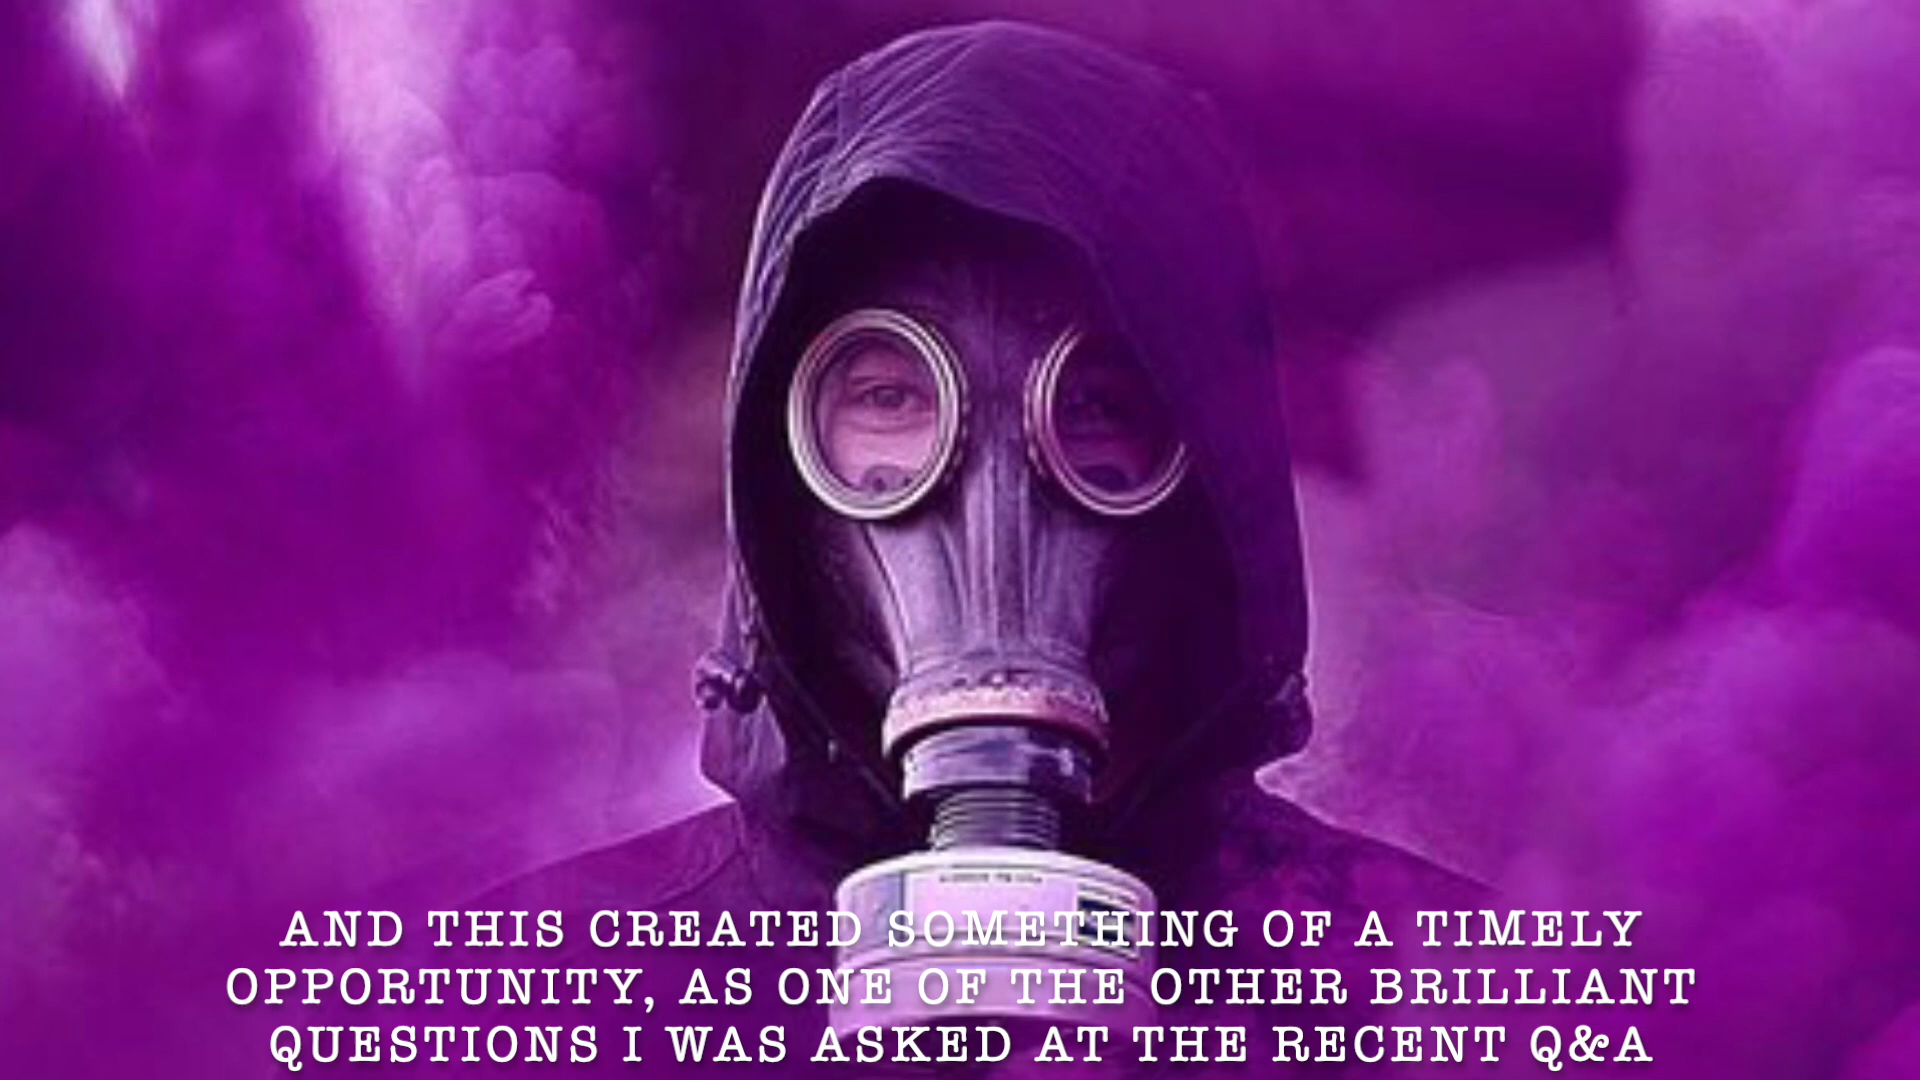 AND THIS CREATED SOMETHING OF A TIMELY
OPPORTUNITY, AS ONE OF THE OTHER BRILLIANT
QUESTIONS I WAS ASKED AT THE RECENT Q&A